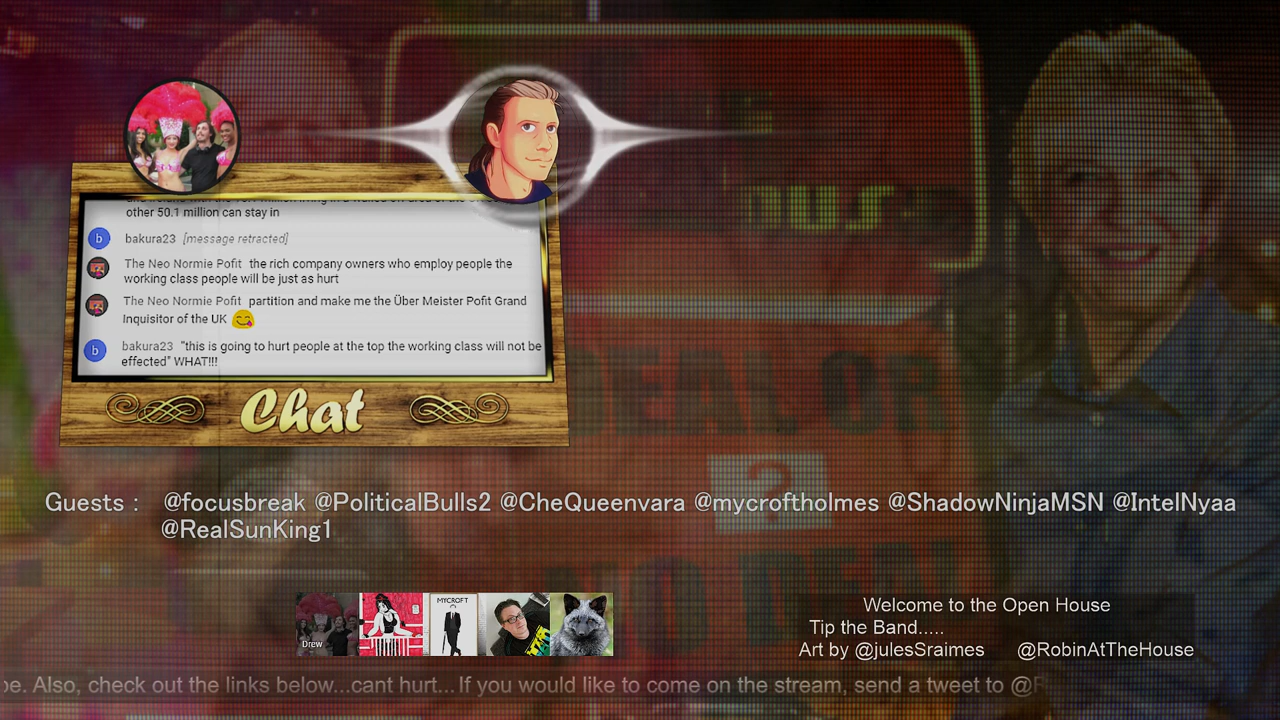 other 50.1 million can stay in
b bakura23 [message retracted]
The Neo Normie Pofit the rich company owners who employ people the
working class people will be just as hurt
The Neo Normie Pofit partition and make me the Über Meister Pofit Grand
Inquisitor of the UK
b bakura23 "this is going to hurt people at the top the working class will not be
effected" WHAT!!!
Chat
DEAL OR
?
NO DEAL
Guests : @focusbreak @PoliticalBulls2 @CheQueenvara @mycroftholmes @ShadowNinjaMSN @IntelNyaa
@RealSunKing1
MYCROFT
Drew
Welcome to the Open House
Tip the Band.....
Art by @julesSraimes @RobinAtTheHouse
be. Also, check out the links below...cant hurt... If you would like to come on the stream, send a tweet to @R